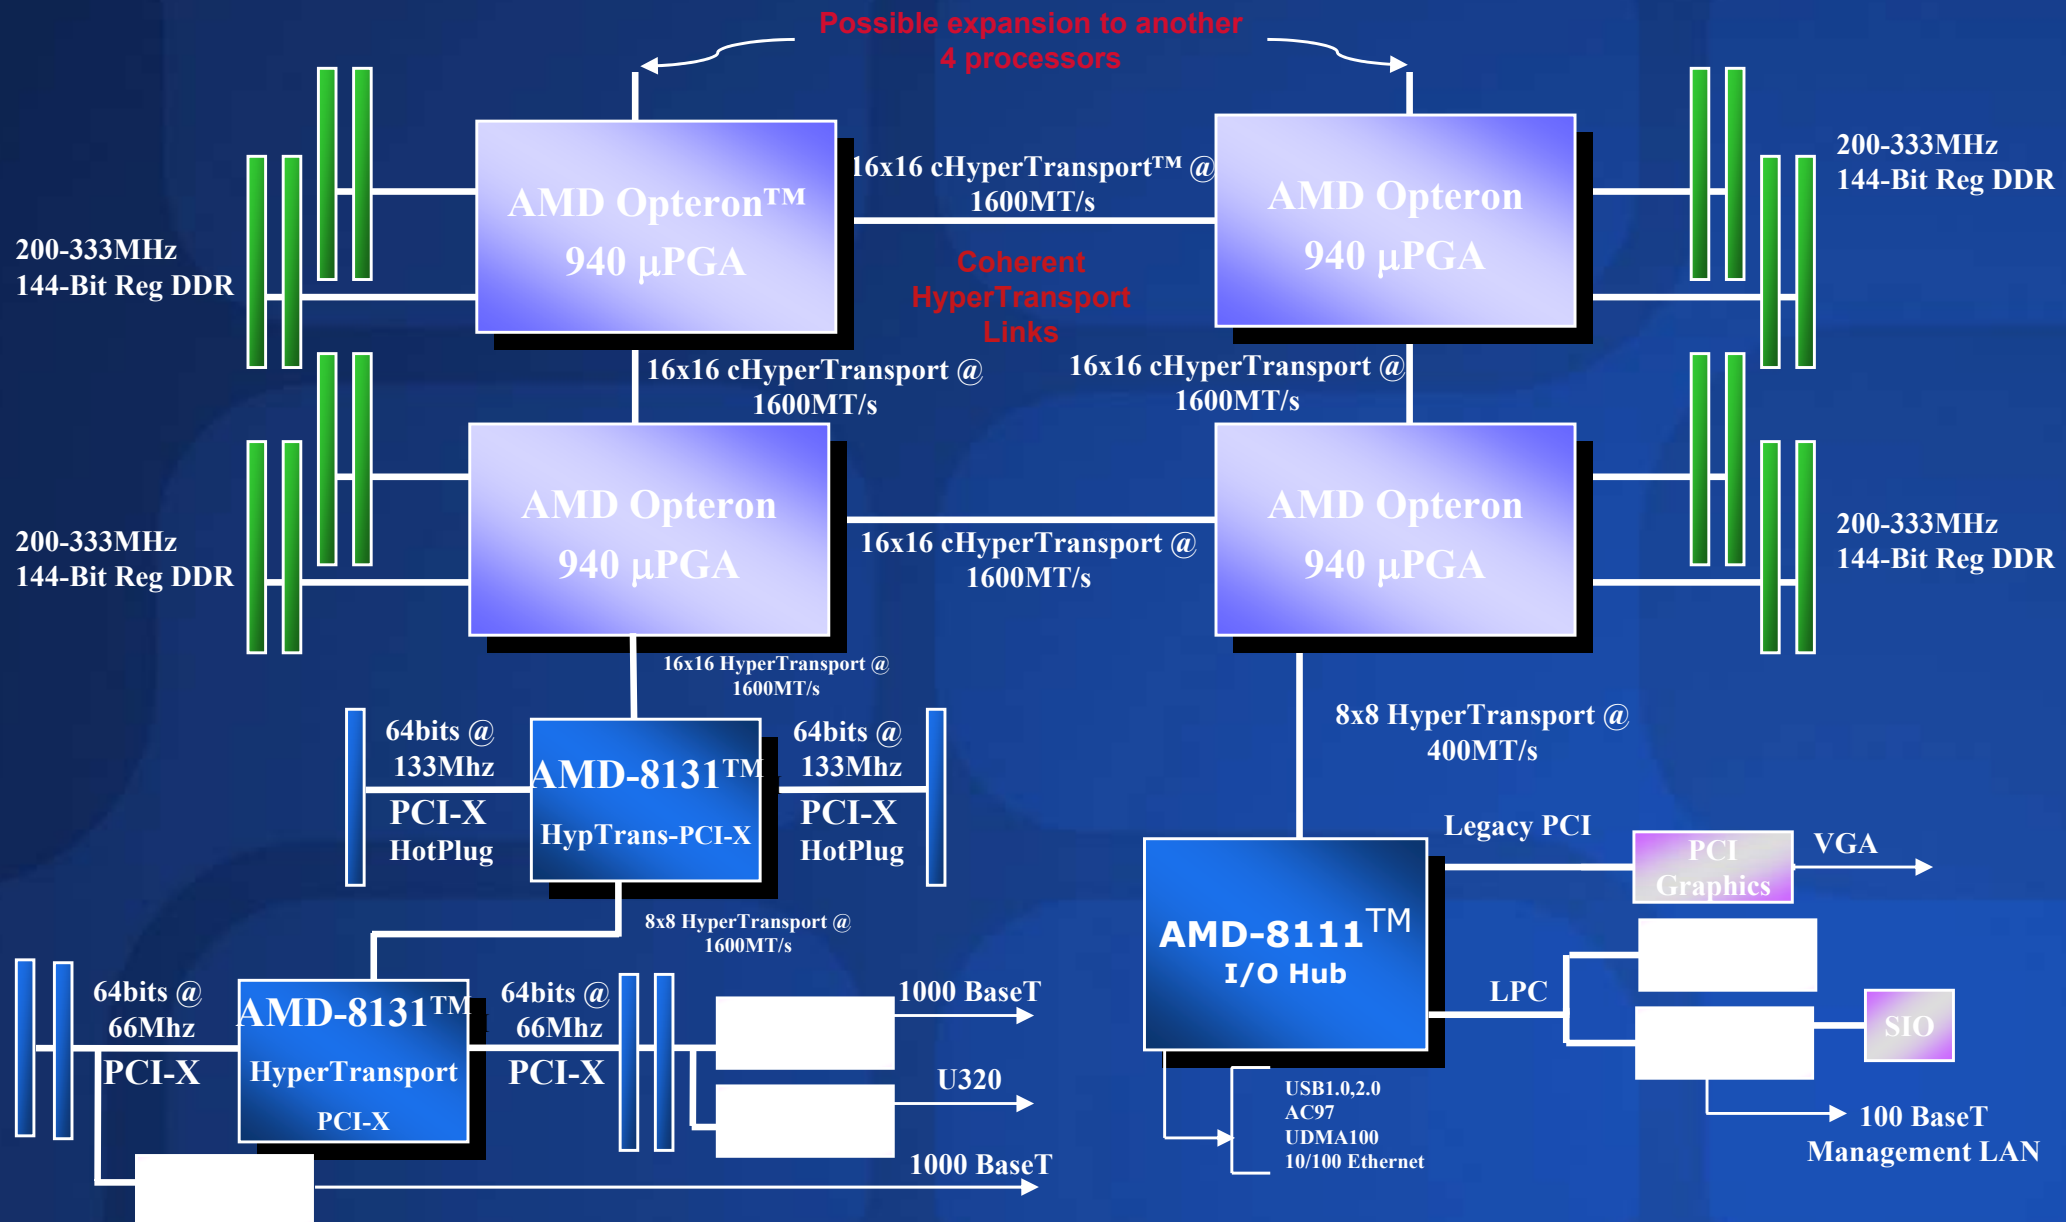 Possible expansion to another
4 processors
AMD Opteron™
940 μPGA
16x16 cHyperTransport™ @
1600MT/s
AMD Opteron
940 μPGA
200-333MHz
144-Bit Reg DDR
200-333MHz
144-Bit Reg DDR
Coherent
HyperTransport
Links
16x16 cHyperTransport @
1600MT/s
16x16 cHyperTransport @
1600MT/s
200-333MHz
144-Bit Reg DDR
AMD Opteron
940 μPGA
16x16 cHyperTransport @
1600MT/s
AMD Opteron
940 μPGA
200-333MHz
144-Bit Reg DDR
16x16 HyperTransport @
1600MT/s
8x8 HyperTransport @
400MT/s
64bits @
133Mhz
PCI-X
HotPlug
AMD-8131™
HypTrans-PCI-X
64bits @
133Mhz
PCI-X
HotPlug
Legacy PCI
PCI
Graphics
VGA
8x8 HyperTransport @
1600MT/s
AMD-8111™
I/O Hub
LPC
SIO
64bits @
66Mhz
PCI-X
AMD-8131™
HyperTransport
PCI-X
64bits @
66Mhz
PCI-X
1000 BaseT
U320
1000 BaseT
USB1.0,2.0
AC97
UDMA100
10/100 Ethernet
100 BaseT
Management LAN